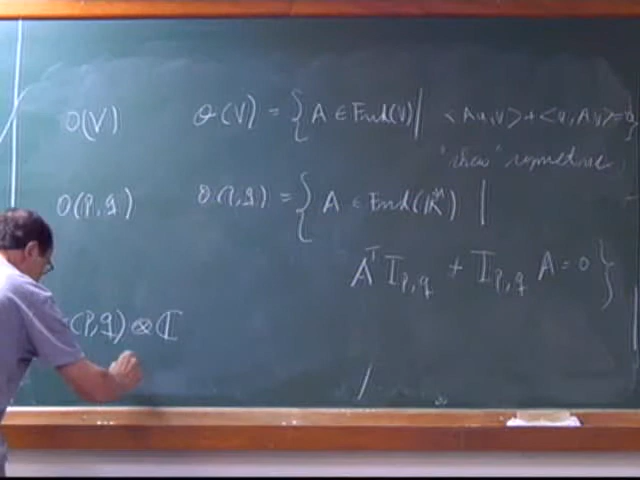 O(V) 𝔬(V) = { A ∈ End(V) | <Au,v> + <u,Av> = 0}
"skew" symmetric
O(p,q) 𝔬(p,q) = { A ∈ End(ℝⁿ) |
Aᵀ I_{p,q} + I_{p,q} A = 0 }
(p,q) ⊗ ℂ